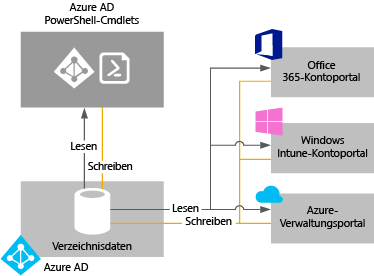 Azure AD
PowerShell-Cmdlets
Office
365-Kontoportal
Lesen
Windows
Intune-Kontoportal
Schreiben
Lesen
Schreiben
Azure-
Verwaltungsportal
Verzeichnisdaten
Azure AD